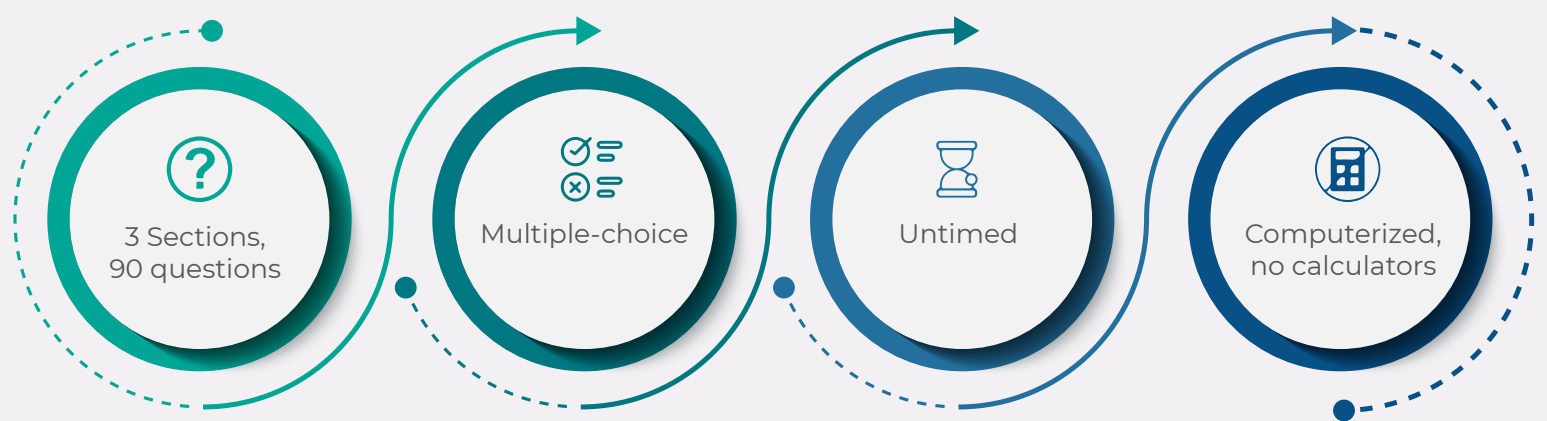 3 Sections,
90 questions
Multiple-choice
Untimed
Computerized,
no calculators